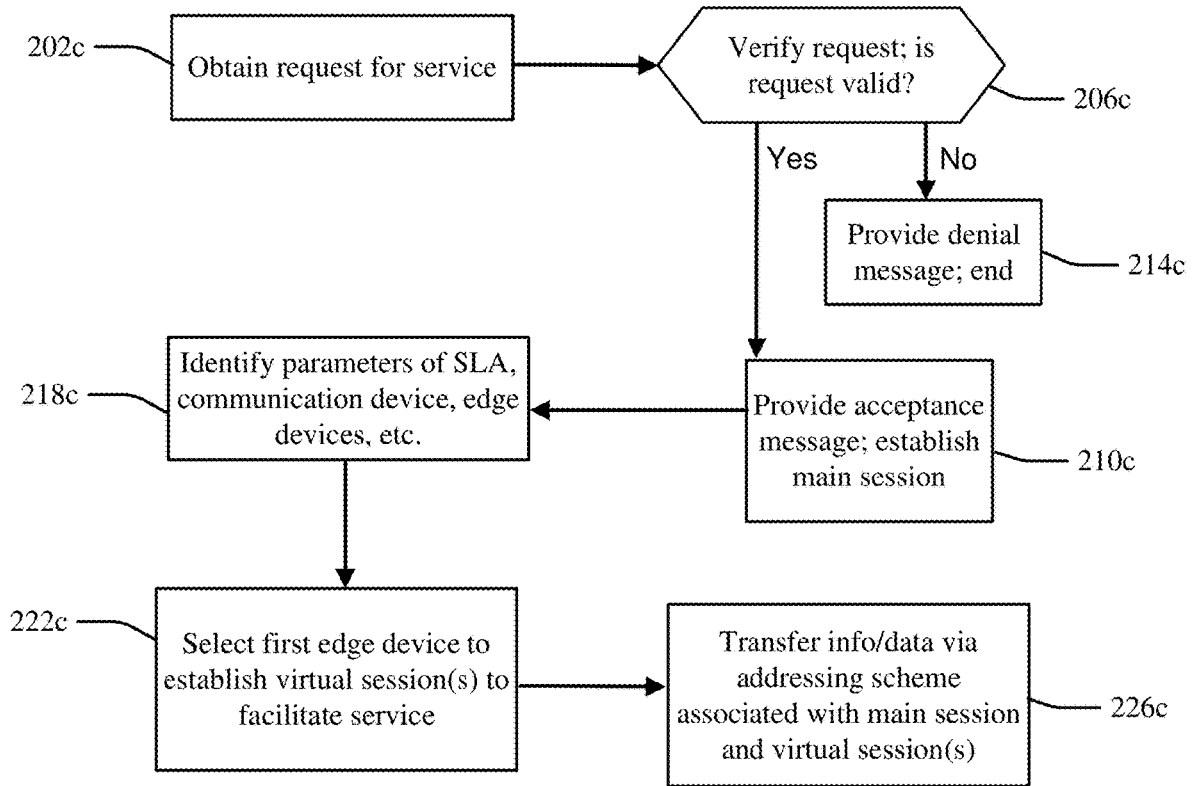 202c
Obtain request for service
Verify request; is
request valid?
206c
Yes
No
Provide denial
message; end
214c
218c
Identify parameters of SLA,
communication device, edge
devices, etc.
Provide acceptance
message; establish
main session
210c
222c
Select first edge device to
establish virtual session(s) to
facilitate service
Transfer info/data via
addressing scheme
associated with main session
and virtual session(s)
226c